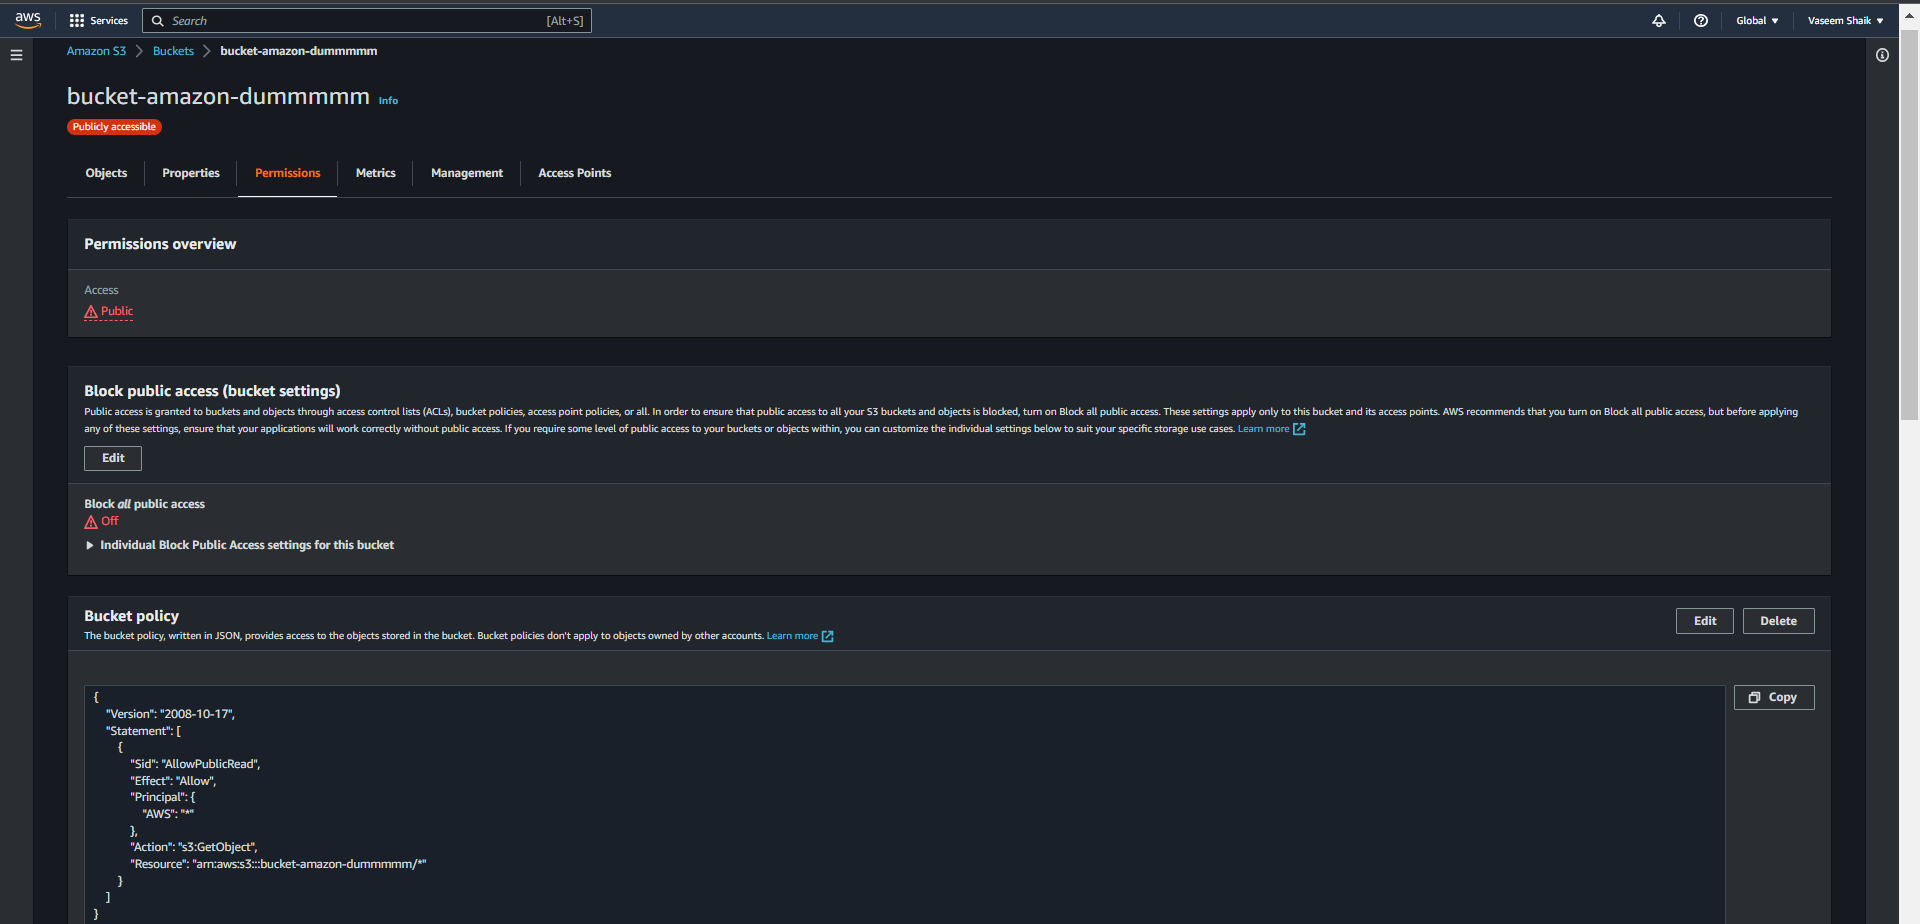 aws
Services
Search
[Alt+S]
Global
Vaseem Shaik
Amazon S3
Buckets
bucket-amazon-dummmmm
bucket-amazon-dummmmm Info
Publicly accessible
Objects
Properties
Permissions
Metrics
Management
Access Points
Permissions overview
Access
Public
Block public access (bucket settings)
Public access is granted to buckets and objects through access control lists (ACLs), bucket policies, access point policies, or all. In order to ensure that public access to all your S3 buckets and objects is blocked, turn on Block all public access. These settings apply only to this bucket and its access points. AWS recommends that you turn on Block all public access, but before applying
any of these settings, ensure that your applications will work correctly without public access. If you require some level of public access to your buckets or objects within, you can customize the individual settings below to suit your specific storage use cases. Learn more
Edit
Block all public access
Off
Individual Block Public Access settings for this bucket
Bucket policy
The bucket policy, written in JSON, provides access to the objects stored in the bucket. Bucket policies don't apply to objects owned by other accounts. Learn more
Edit
Delete
Copy
{
"Version": "2008-10-17",
"Statement": [
{
"Sid": "AllowPublicRead",
"Effect": "Allow",
"Principal": {
"AWS": "*"
},
"Action": "s3:GetObject",
"Resource": "arn:aws:s3:::bucket-amazon-dummmmm/*"
}
]
}